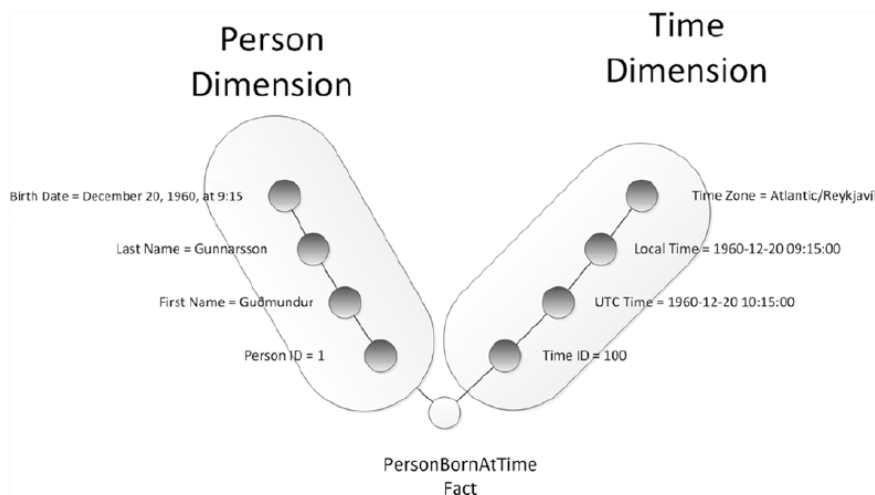 Person
Dimension
Time
Dimension
Birth Date = December 20, 1960, at 9:15
Time Zone = Atlantic/Reykjavil
Last Name = Gunnarsson
Local Time = 1960-12-20 09:15:00
First Name = Guðmundur
UTC Time = 1960-12-20 10:15:00
Person ID = 1
Time ID = 100
PersonBornAtTime
Fact